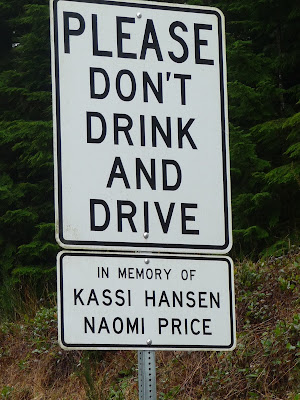 PLEASE
DON'T
DRINK
AND
DRIVE
IN MEMORY OF
KASSI HANSEN
NAOMI PRICE